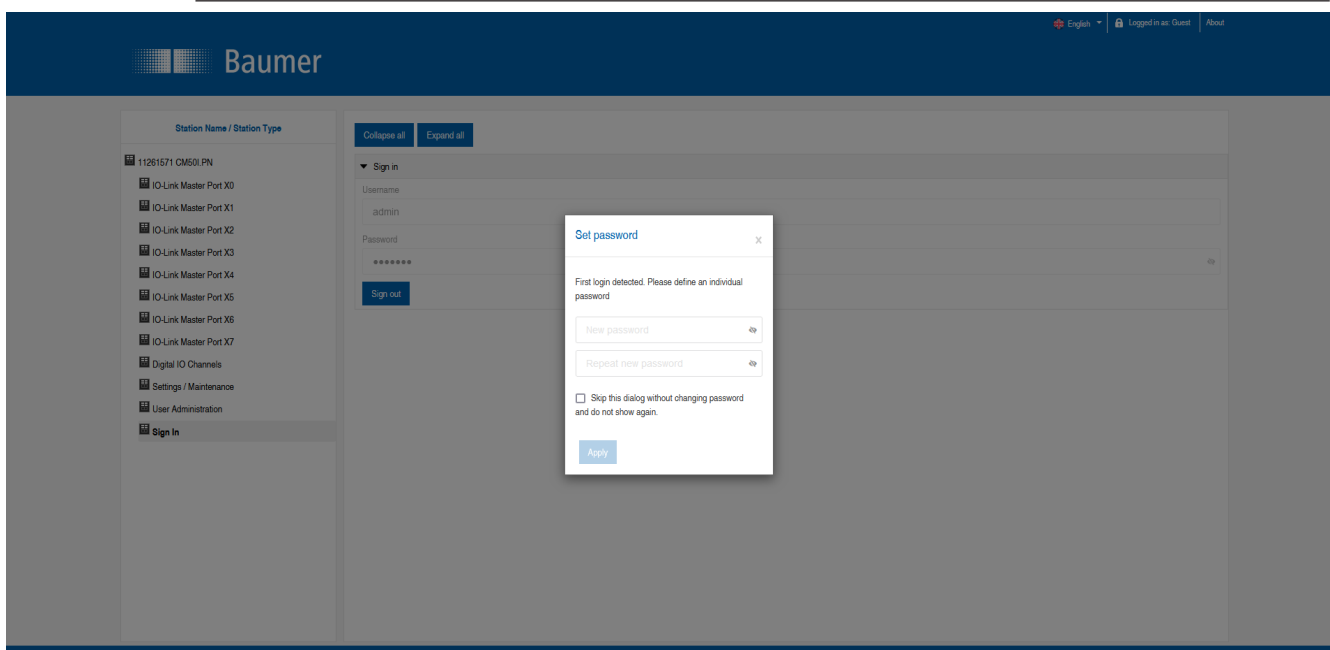 English
Logged in as: Guest
About
Baumer
Station Name / Station Type
11261571 CM50I.PN
IO-Link Master Port X0
IO-Link Master Port X1
IO-Link Master Port X2
IO-Link Master Port X3
IO-Link Master Port X4
IO-Link Master Port X5
IO-Link Master Port X6
IO-Link Master Port X7
Digital IO Channels
Settings / Maintenance
User Administration
Sign In
Collapse all
Expand all
Sign in
Username
admin
Password
•••••••
Sign out
Set password
x
First login detected. Please define an individual
password
New password
Repeat new password
Skip this dialog without changing password
and do not show again.
Apply